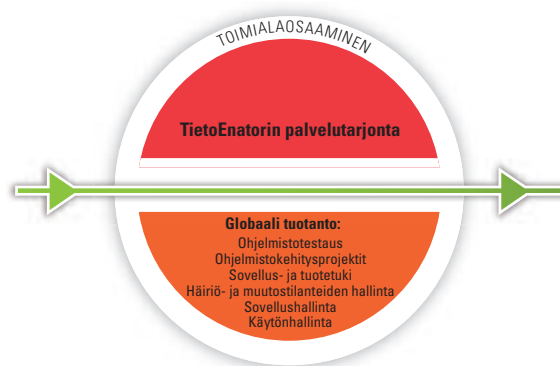 TOIMIALAOSAAMINEN
TietoEnatorin palvelutarjonta
Globaali tuotanto:
Ohjelmistotestaus
Ohjelmistokehitysprojektit
Sovellus- ja tuotetuki
Häiriö- ja muutostilanteiden hallinta
Sovellushallinta
Käytönhallinta